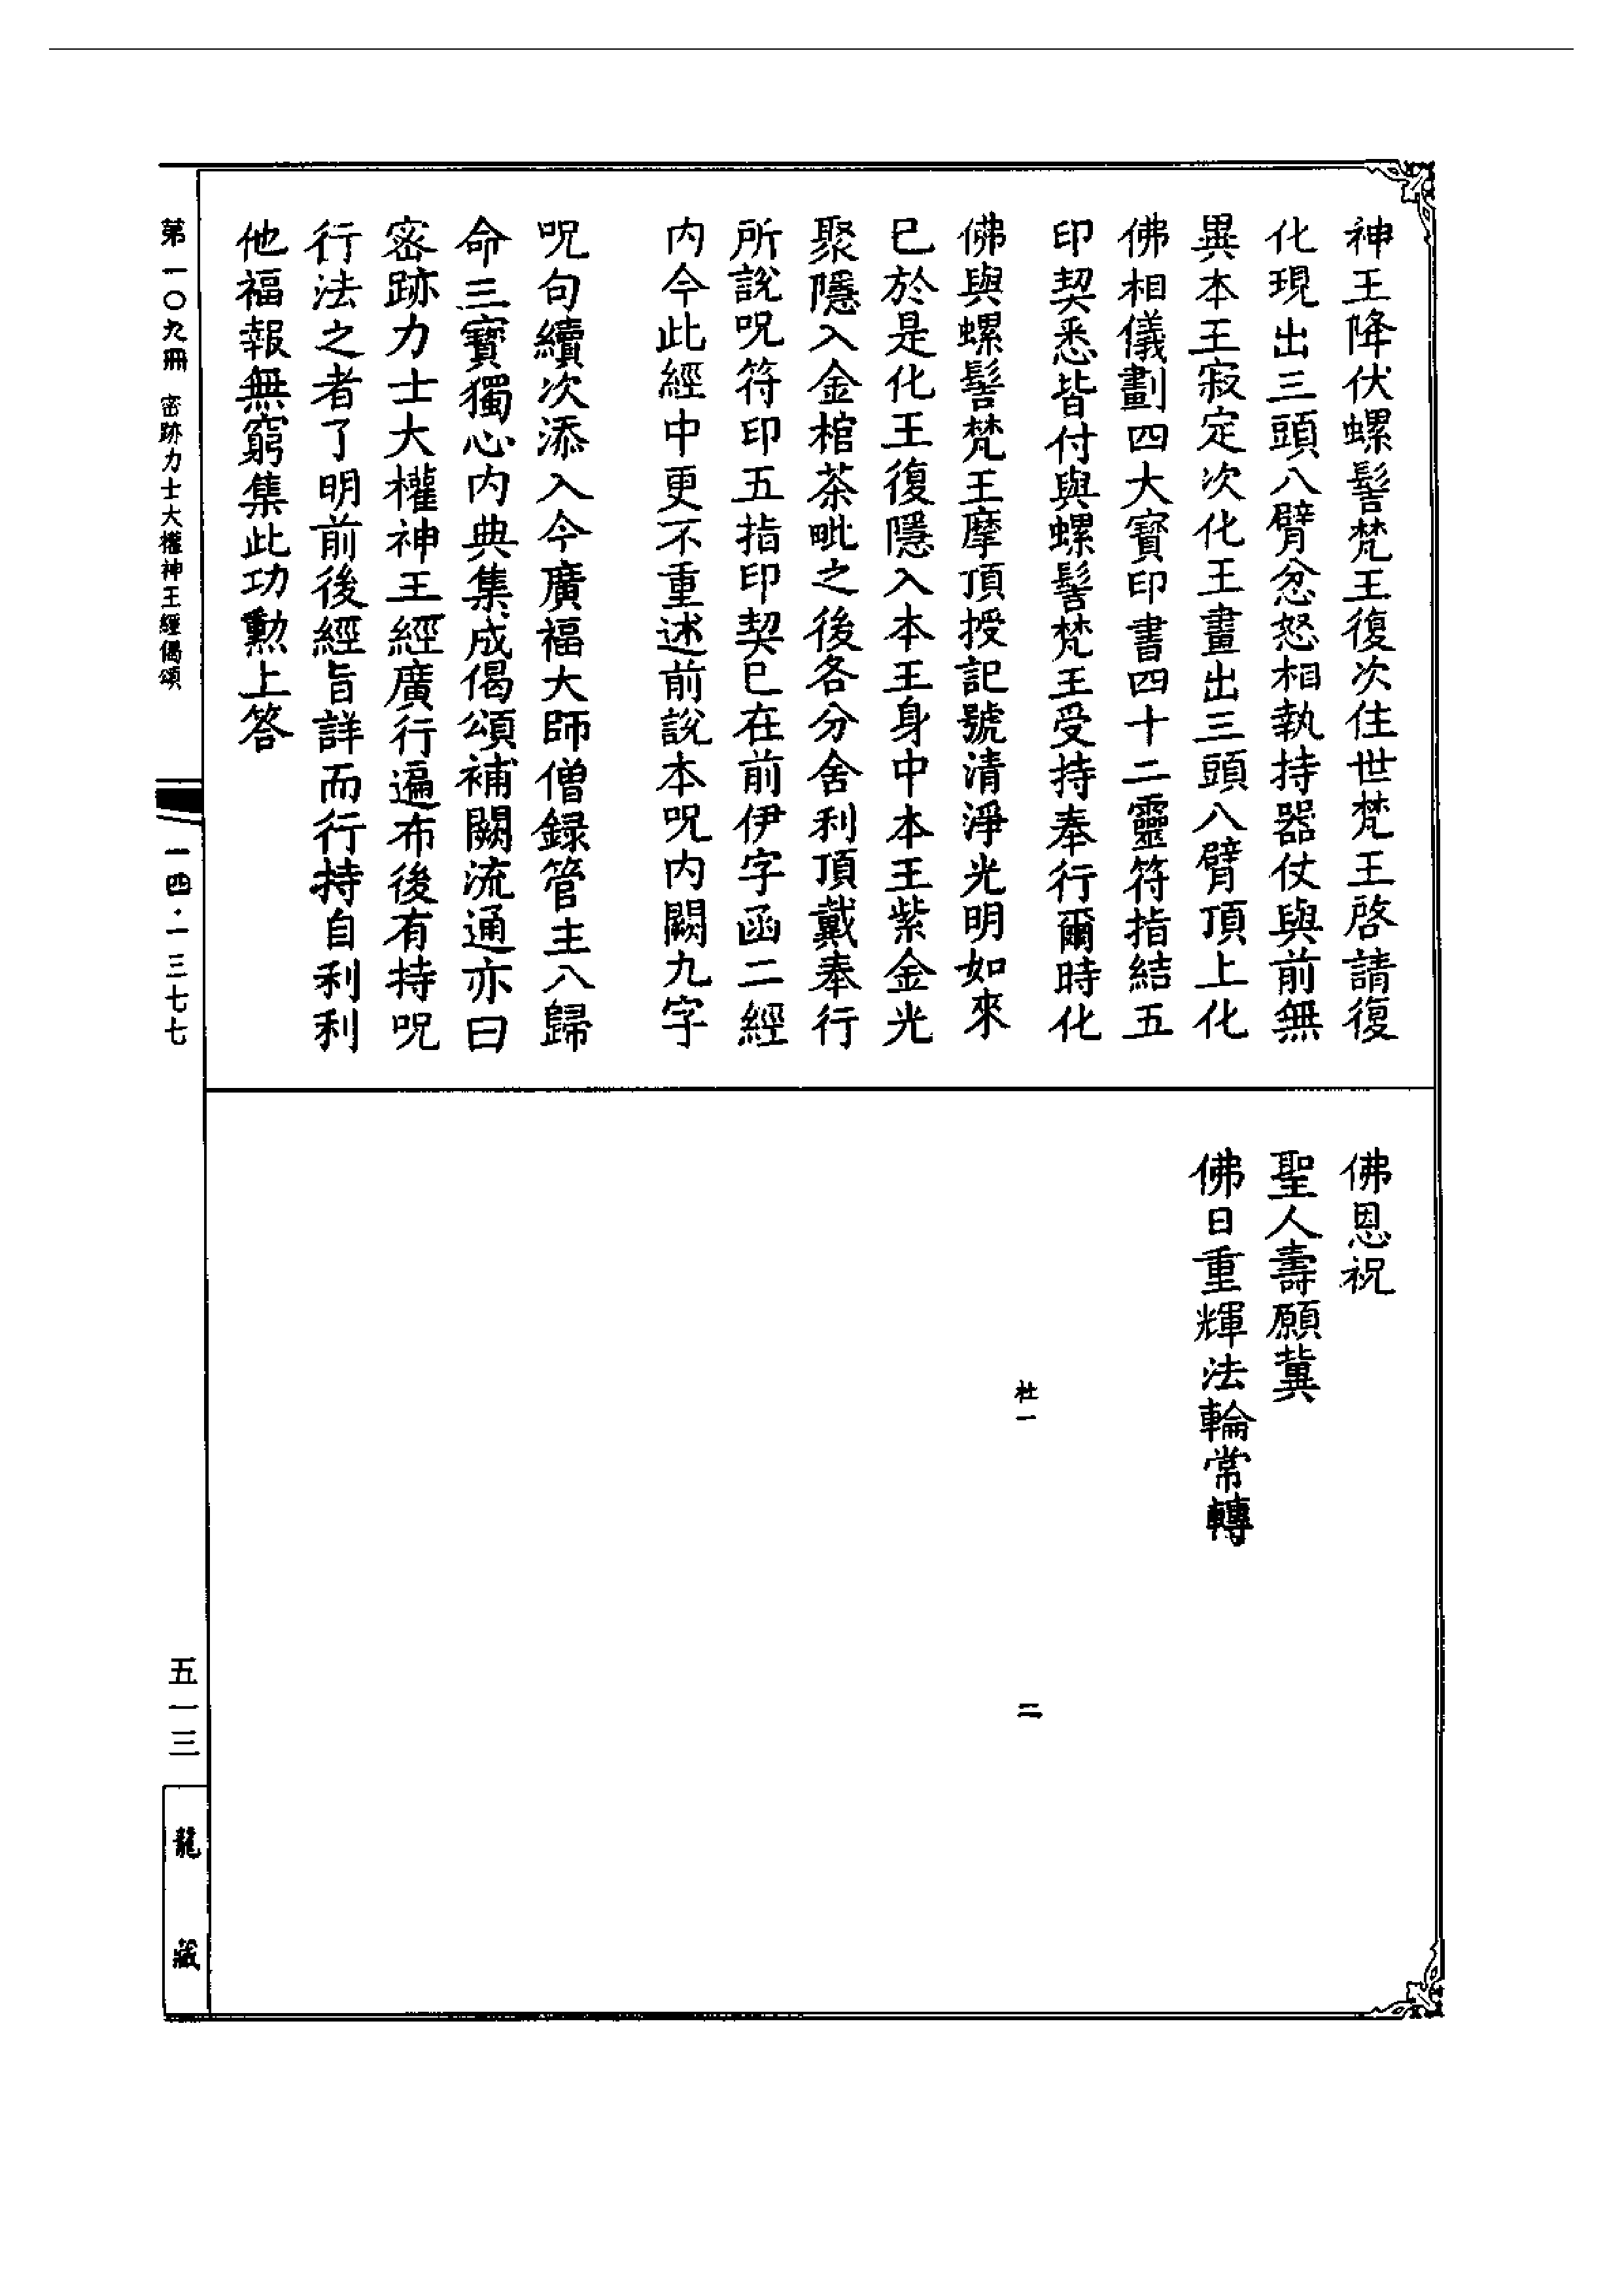 神王降伏螺髻梵王復次住世梵王啓請復
化現出三頭八臂忿怒相執持器仗與前無
異本王寂定次化王畫出三頭八臂頂上化
佛相儀劃四大寳印書四十二靈符指結五
印契悉皆付與螺髻梵王受持奉行爾時化
佛與螺髻梵王摩頂授記號清淨光明如來
已於是化王復隱入本王身中本王紫金光
聚隱入金棺茶毗之後各分舍利頂戴奉行
所説呪符印五指印契已在前伊字函二經
内今此經中更不重述前説本呪内闕九字
呪句續次添入今廣福大師僧録管主八歸
命三寳獨心内典集成偈頌補闕流通亦曰
密跡力士大權神王經廣行遍布後有持呪
行法之者了明前後經旨詳而行持自利利
他福報無窮集此功勲上答
佛恩祝
聖人壽願冀
佛日重輝法輪常轉
杜一
二
第一〇九冊 密跡力士大權神王經偈頌
一四·一三七七
五一三
龍藏